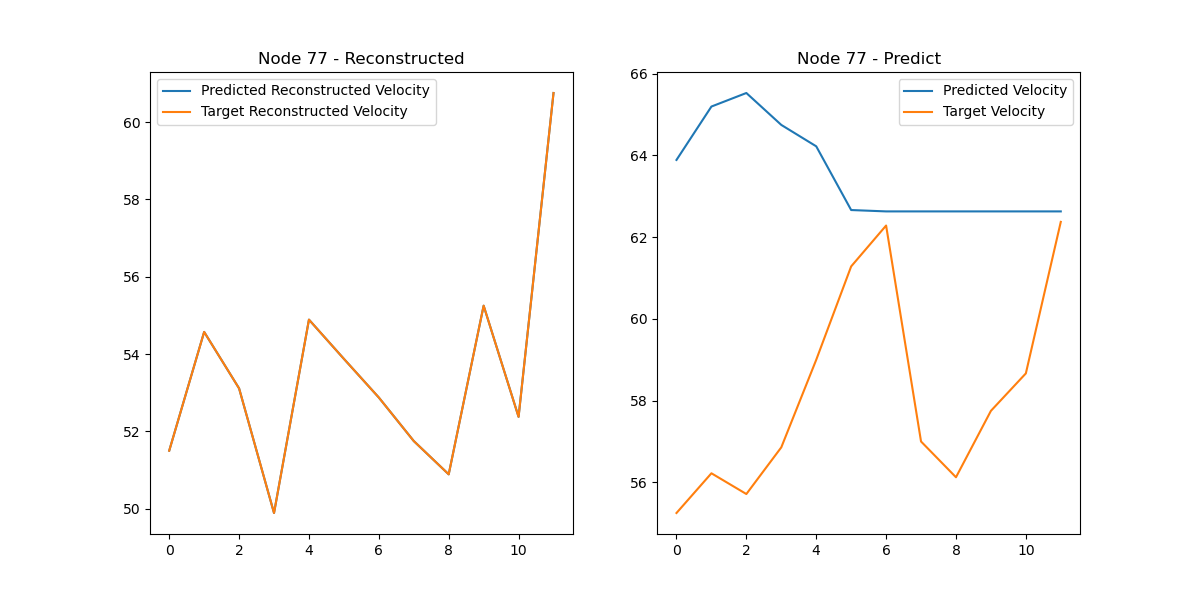 Node 77 - Reconstructed
Predicted Reconstructed Velocity
Target Reconstructed Velocity
60
58
56
54
52
50
0 2 4 6 8 10
Node 77 - Predict
Predicted Velocity
Target Velocity
66
64
62
60
58
56
0 2 4 6 8 10